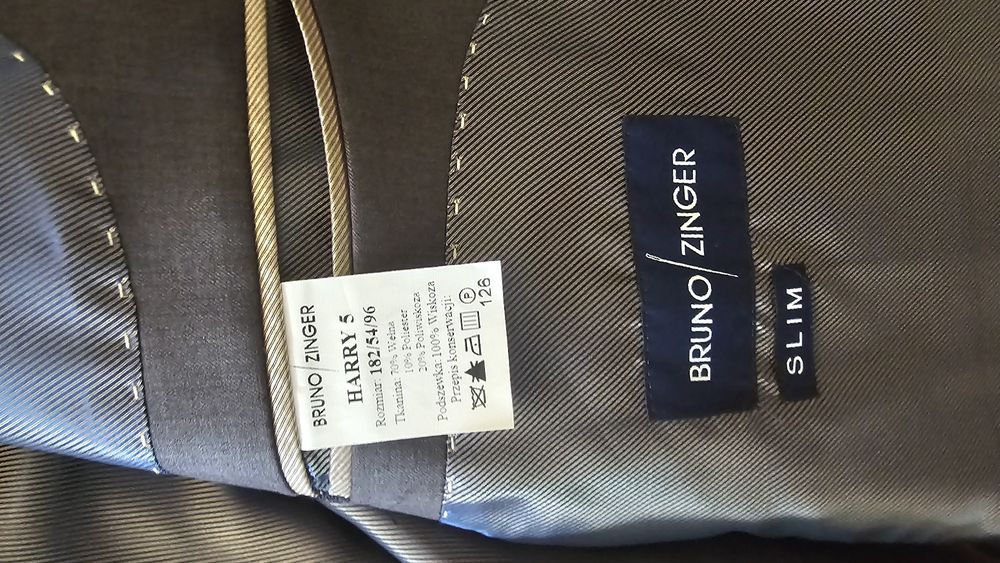 BRUNO/ZINGER
HARRY 5
Rozmiar: 182/54/96
Tkanina: 70% Wełna
10% Poliester
20% Poliwiskoza
Podszewka: 100% Wiskoza
Przepis konserwacji:
P
126
BRUNO/ZINGER
SLIM